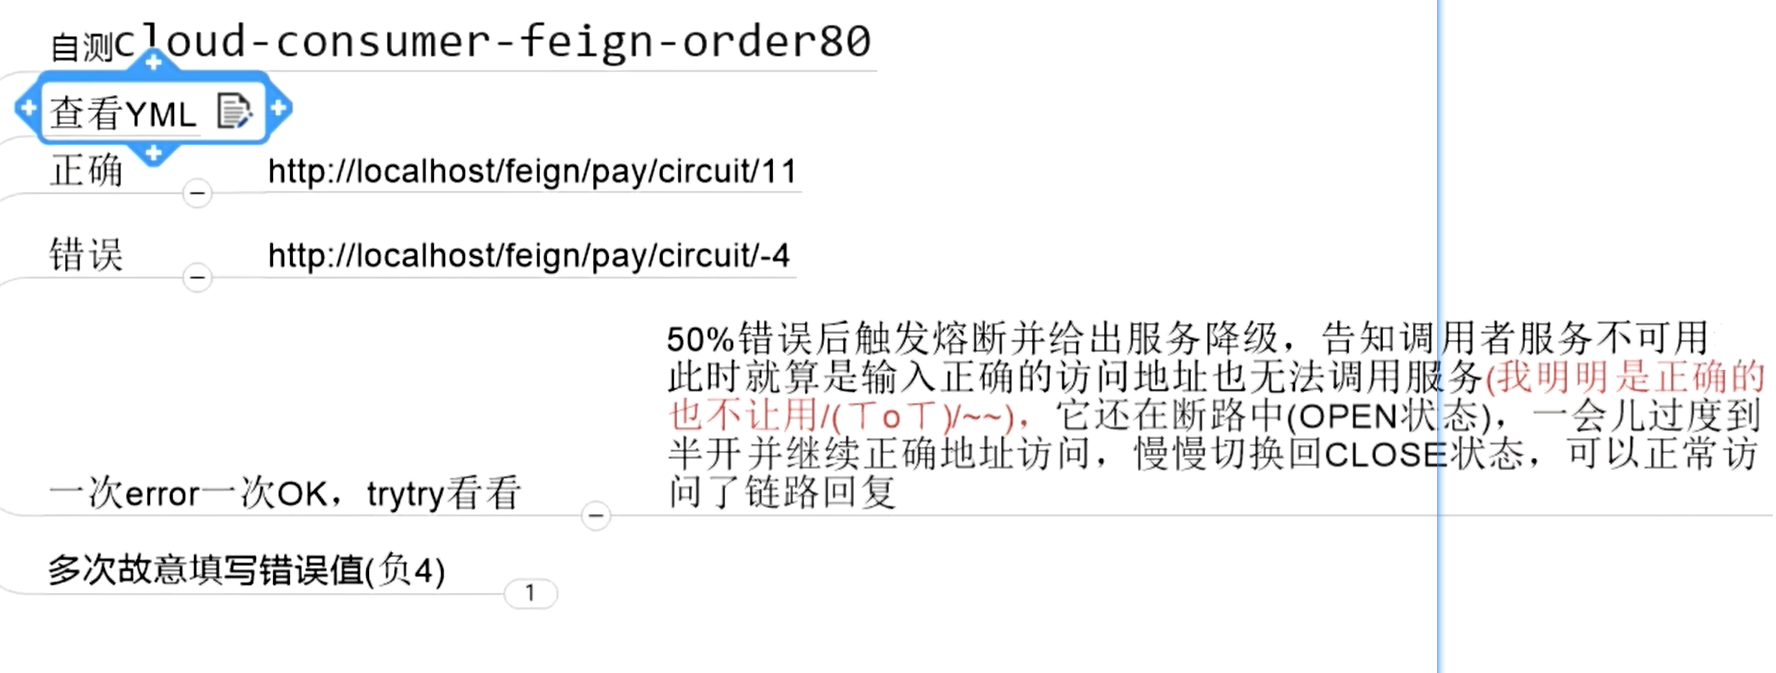 自测cloud-consumer-feign-order80
查看YML
正确
http://localhost/feign/pay/circuit/11
错误
http://localhost/feign/pay/circuit/-4
50%错误后触发熔断并给出服务降级，告知调用者服务不可用
此时就算是输入正确的访问地址也无法调用服务(我明明是正确的
也不让用/(ㄒoㄒ)/~~)，它还在断路中(OPEN状态)，一会儿过度到
半开并继续正确地址访问，慢慢切换回CLOSE状态，可以正常访
问了链路回复
一次error一次OK，trytry看看
多次故意填写错误值(负4)
1